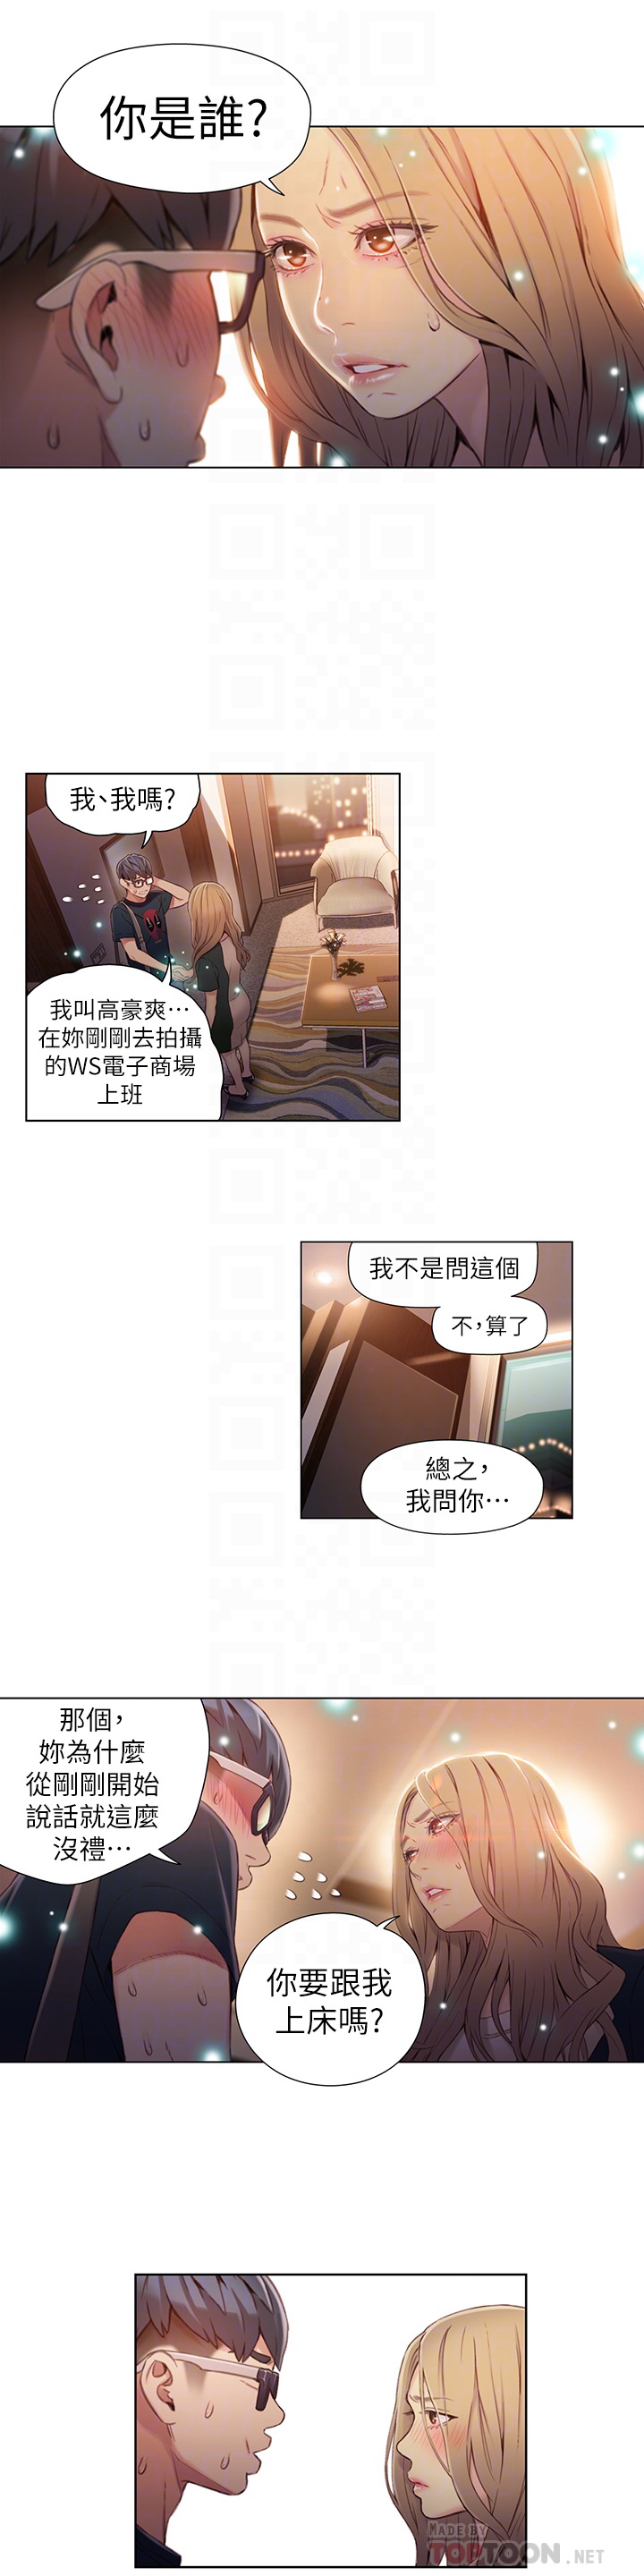 你是誰?
我、我嗎?
我叫高豪爽…
在妳剛剛去拍攝
的WS電子商場
上班
我不是問這個
不,算了
總之,
我問你…
那個,
妳為什麼
從剛剛開始
說話就這麼
沒禮…
你要跟我
上床嗎?
MADE BY
TOPTOON.NET